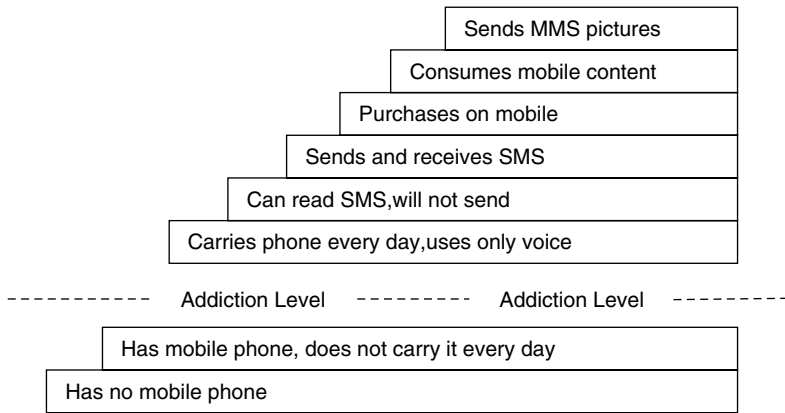 Sends MMS pictures
Consumes mobile content
Purchases on mobile
Sends and receives SMS
Can read SMS,will not send
Carries phone every day,uses only voice
Addiction Level Addiction Level
Has mobile phone, does not carry it every day
Has no mobile phone